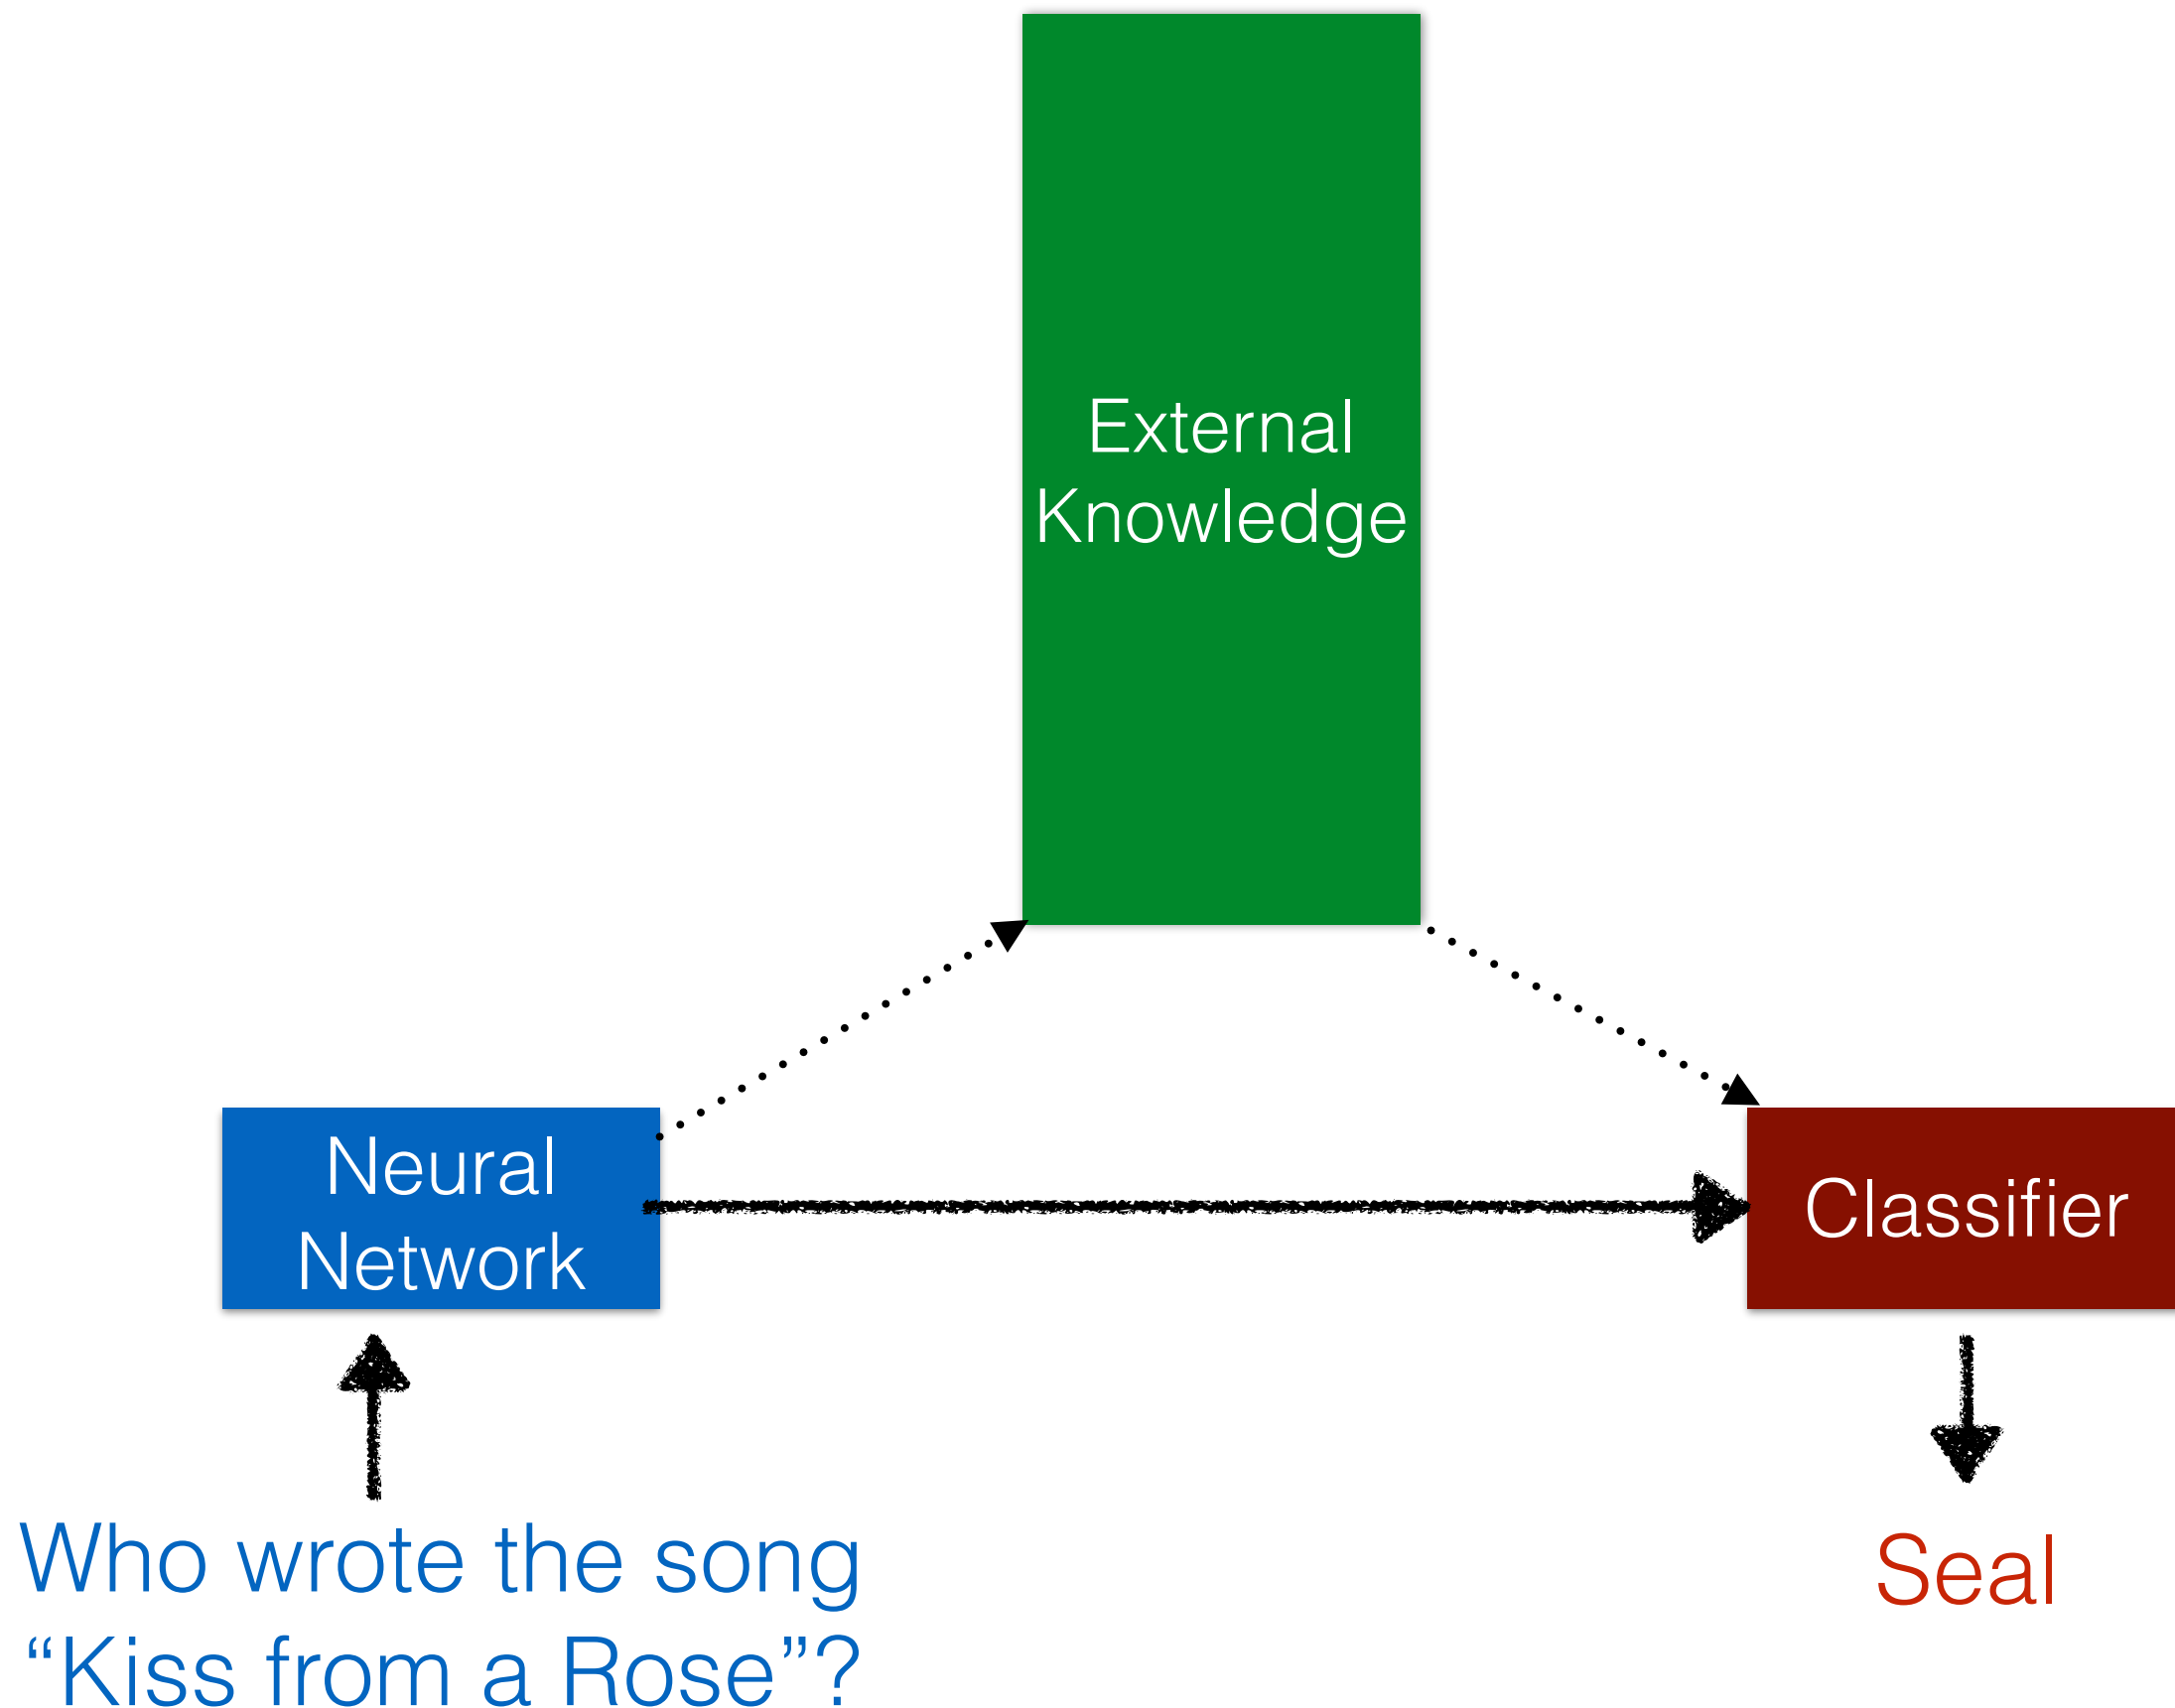 External
Knowledge
Neural
Network
Classifier
Who wrote the song
“Kiss from a Rose”?
Seal